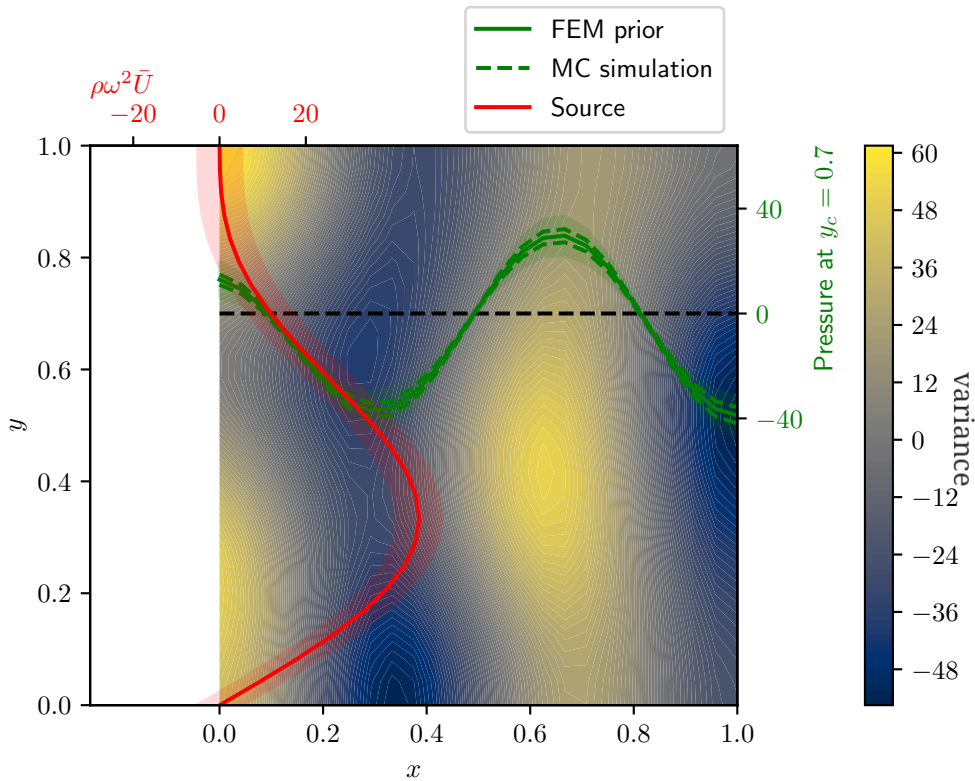 FEM prior
MC simulation
Source
ρω²Ū
−20 0 20
1.0
0.8
0.6
0.4
0.2
0.0
y
0.0 0.2 0.4 0.6 0.8 1.0
x
40
0
−40
Pressure at y_c = 0.7
60
48
36
24
12
0
−12
−24
−36
−48
variance